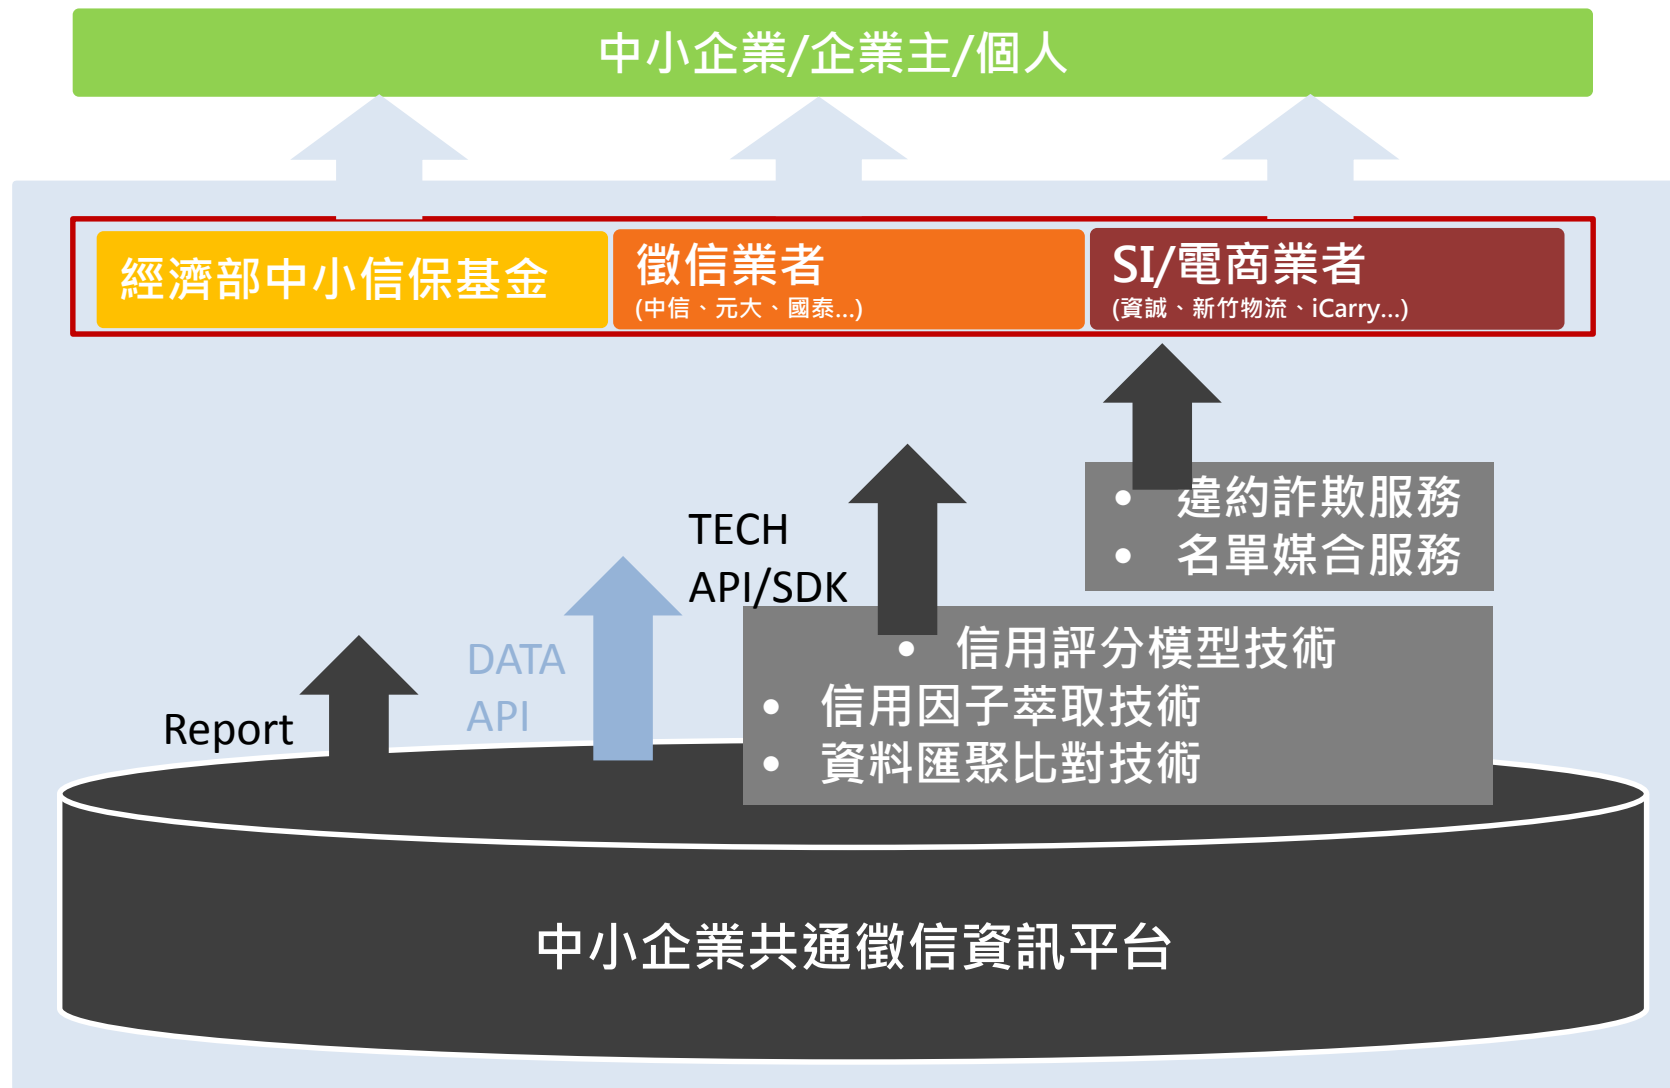 中小企業/企業主/個人
經濟部中小信保基金
徵信業者
(中信、元大、國泰...)
SI/電商業者
(資誠、新竹物流、iCarry...)
• 違約詐欺服務
• 名單媒合服務
TECH
API/SDK
• 信用評分模型技術
• 信用因子萃取技術
• 資料匯聚比對技術
DATA
API
Report
中小企業共通徵信資訊平台